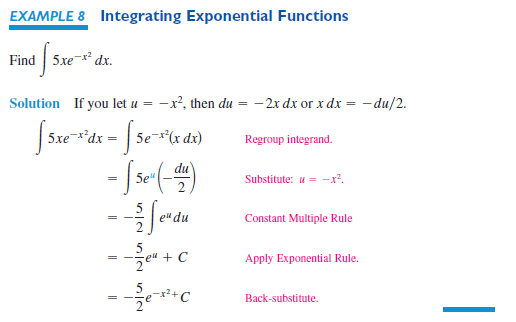 EXAMPLE 8 Integrating Exponential Functions
Find ∫ 5xe^{-x²} dx.
Solution If you let u = −x², then du = −2x dx or x dx = −du/2.
∫ 5xe^{-x²}dx = ∫ 5e^{-x²}(x dx) Regroup integrand.
= ∫ 5e^u(−du/2) Substitute: u = −x².
= −5/2 ∫ e^u du Constant Multiple Rule
= −5/2 e^u + C Apply Exponential Rule.
= −5/2 e^{-x²+C} Back-substitute.